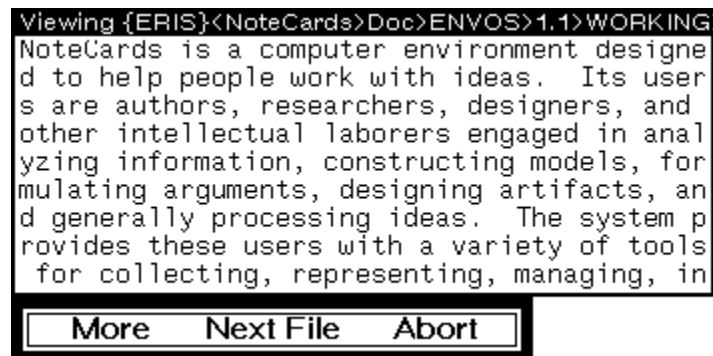 Viewing {ERIS}<NoteCards>Doc>ENVOS>1.1>WORKING
NoteCards is a computer environment designe
d to help people work with ideas.  Its user
s are authors, researchers, designers, and
other intellectual laborers engaged in anal
yzing information, constructing models, for
mulating arguments, designing artifacts, an
d generally processing ideas.  The system p
rovides these users with a variety of tools
 for collecting, representing, managing, in
More Next File Abort